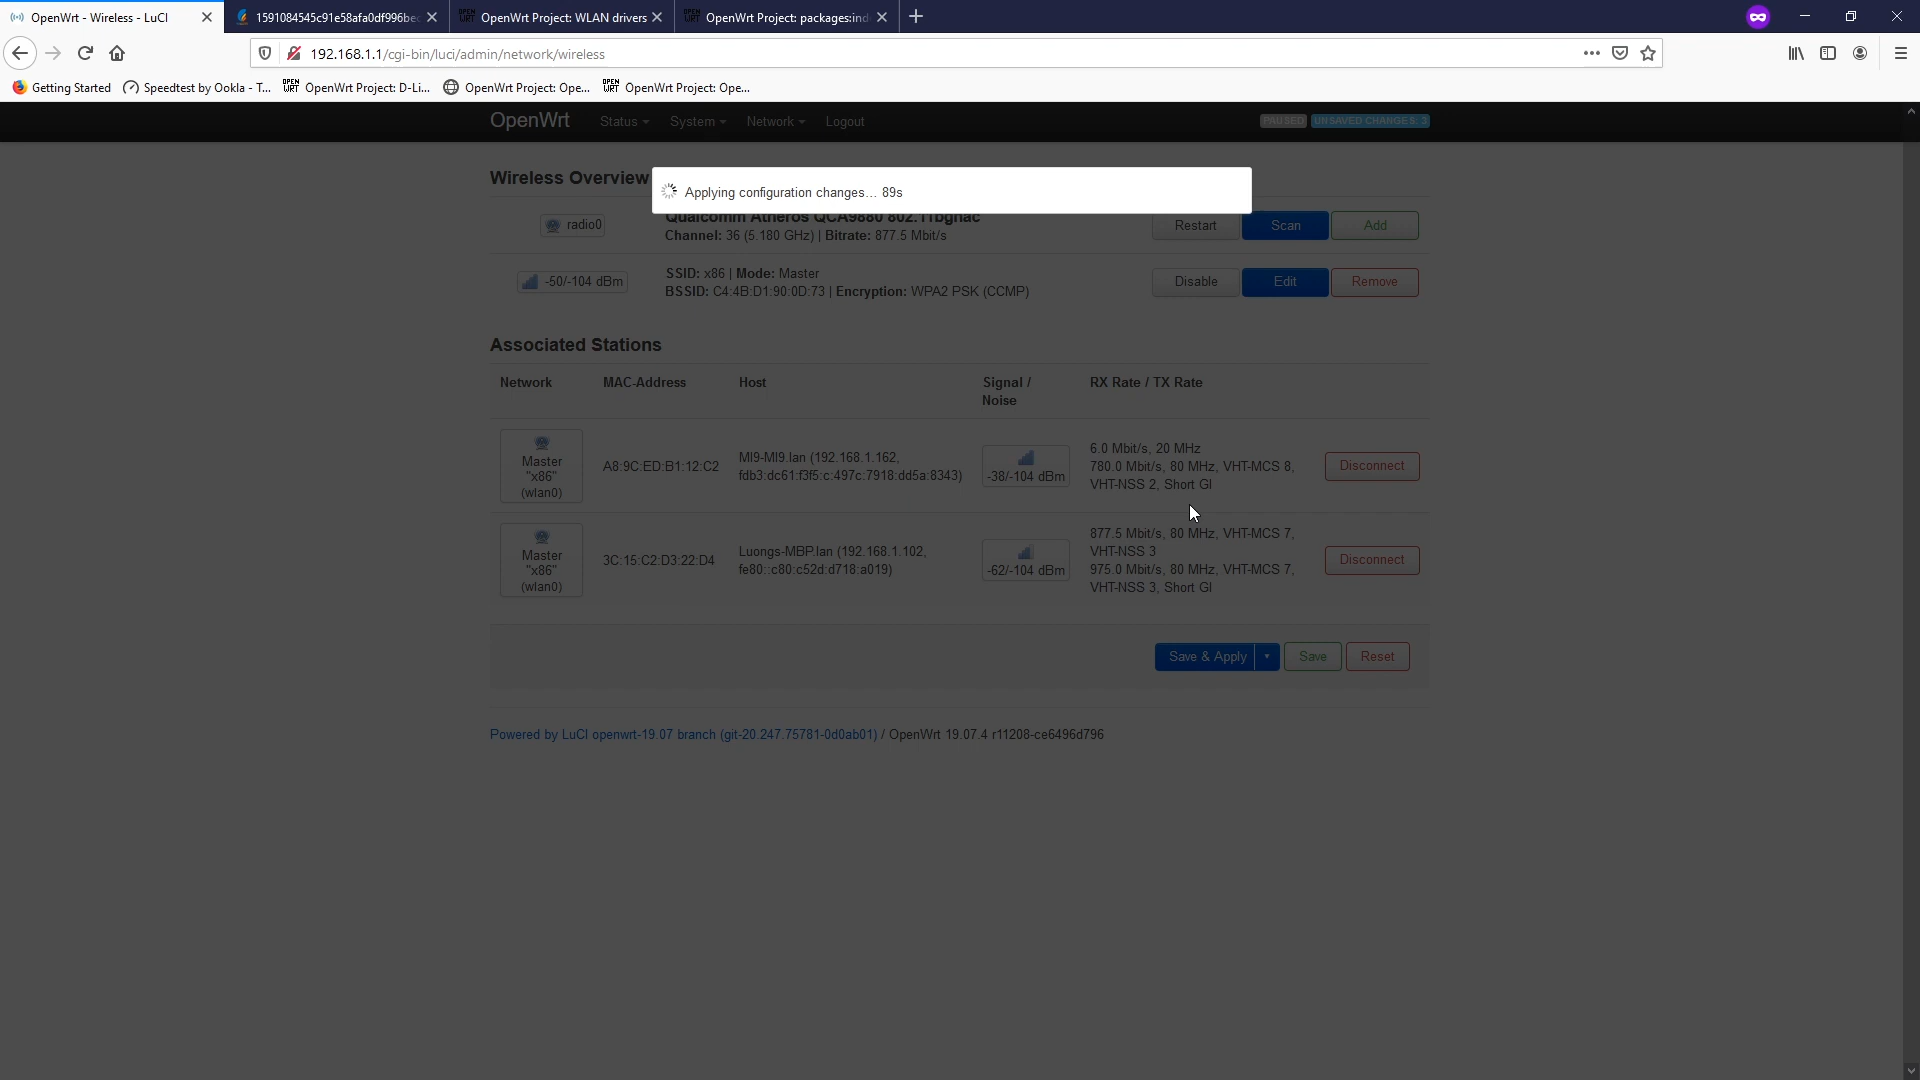 OpenWrt - Wireless - LuCI
1591084545c91e58afa0df996bec
OpenWrt Project: WLAN drivers
OpenWrt Project: packages:ind
192.168.1.1/cgi-bin/luci/admin/network/wireless
Getting Started
Speedtest by Ookla - T...
OPEN WRT
OpenWrt Project: D-Li...
OpenWrt Project: Ope...
OPEN WRT
OpenWrt Project: Ope...
OpenWrt
Status
System
Network
Logout
PAUSED
UNSAVED CHANGES: 3
Wireless Overview
Applying configuration changes… 89s
radio0
Qualcomm Atheros QCA9880 802.11bgnac
Channel: 36 (5.180 GHz) | Bitrate: 877.5 Mbit/s
Restart
Scan
Add
-50/-104 dBm
SSID: x86 | Mode: Master
BSSID: C4:4B:D1:90:0D:73 | Encryption: WPA2 PSK (CCMP)
Disable
Edit
Remove
Associated Stations
Network
MAC-Address
Host
Signal /
Noise
RX Rate / TX Rate
Master
"x86"
(wlan0)
A8:9C:ED:B1:12:C2
MI9-MI9.lan (192.168.1.162,
fdb3:dc61:f3f5:c:497c:7918:dd5a:8343)
-38/-104 dBm
6.0 Mbit/s, 20 MHz
780.0 Mbit/s, 80 MHz, VHT-MCS 8,
VHT-NSS 2, Short GI
Disconnect
Master
"x86"
(wlan0)
3C:15:C2:D3:22:D4
Luongs-MBP.lan (192.168.1.102,
fe80::c80:c52d:d718:a019)
-62/-104 dBm
877.5 Mbit/s, 80 MHz, VHT-MCS 7,
VHT-NSS 3
975.0 Mbit/s, 80 MHz, VHT-MCS 7,
VHT-NSS 3, Short GI
Disconnect
Save & Apply
Save
Reset
Powered by LuCI openwrt-19.07 branch (git-20.247.75781-0d0ab01) / OpenWrt 19.07.4 r11208-ce6496d796